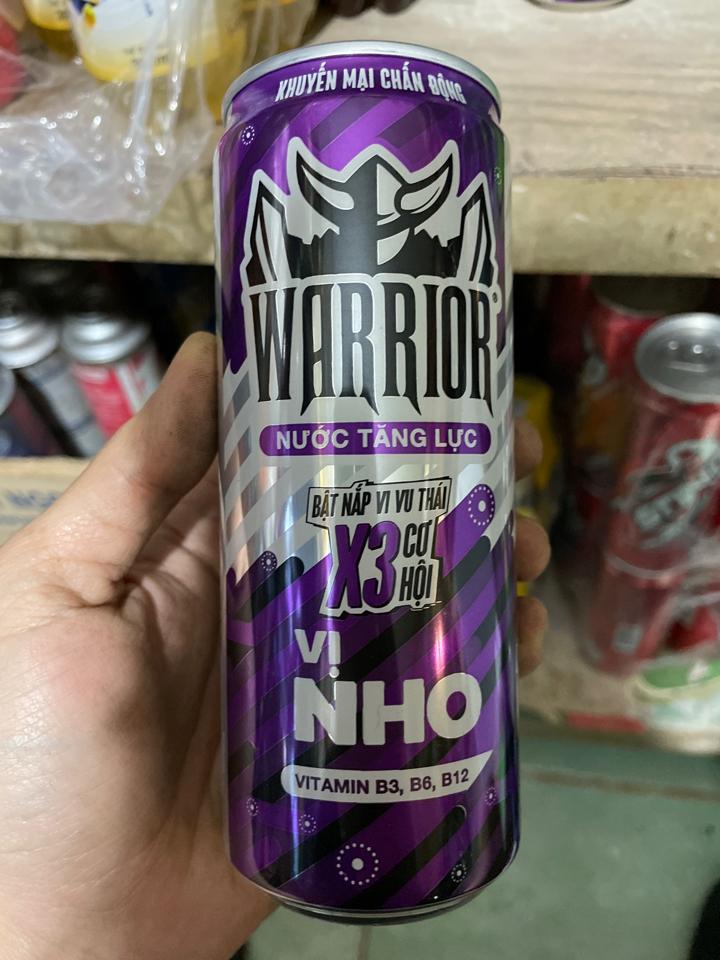 KHUYẾN MẠI CHẤN ĐỘNG
WARRIOR®
NƯỚC TĂNG LỰC
BẬT NẮP VI VU THÁI
X3 CƠ
HỘI
VỊ
NHO
VITAMIN B3, B6, B12